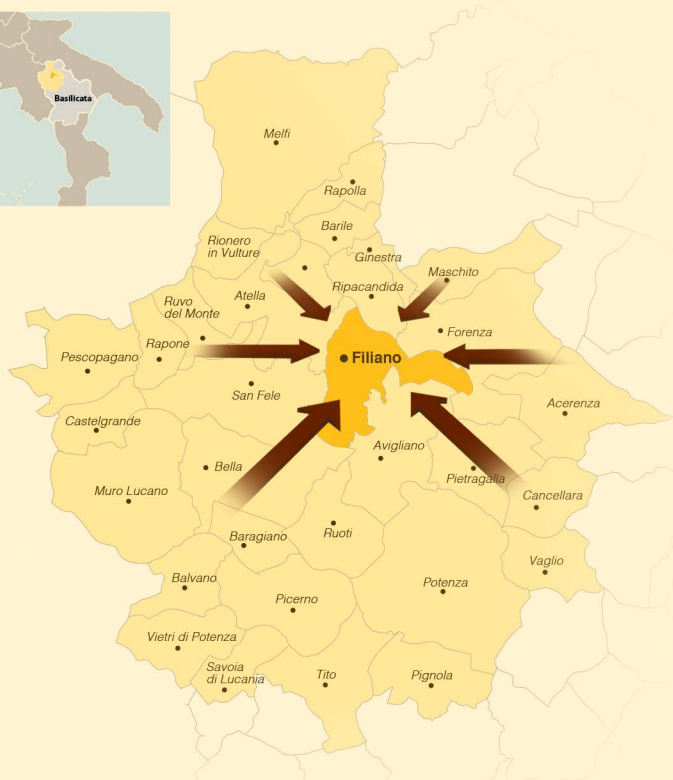 Basilicata
Melfi
Rapolla
Barile
Rionero
in Vulture
Ginestra
Maschito
Ripacandida
Atella
Ruvo
del Monte
Forenza
Rapone
Pescopagano
Filiano
San Fele
Acerenza
Castelgrande
Avigliano
Bella
Pietragalla
Muro Lucano
Cancellara
Baragiano
Ruoti
Vaglio
Balvano
Potenza
Picerno
Vietri di Potenza
Savoia
di Lucania
Tito
Pignola